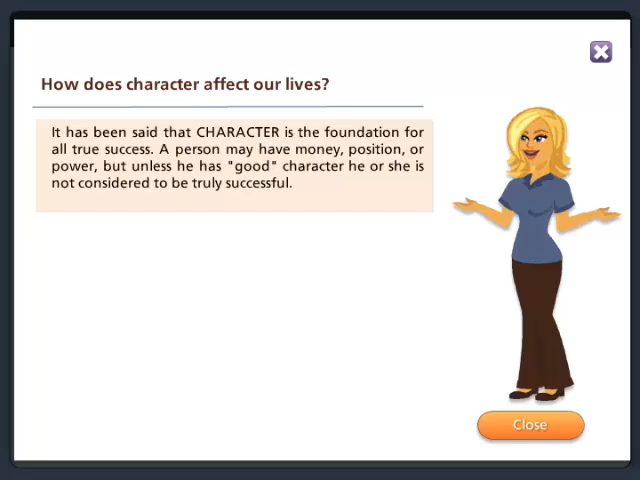 How does character affect our lives?
It has been said that CHARACTER is the foundation for
all true success. A person may have money, position, or
power, but unless he has "good" character he or she is
not considered to be truly successful.
Close